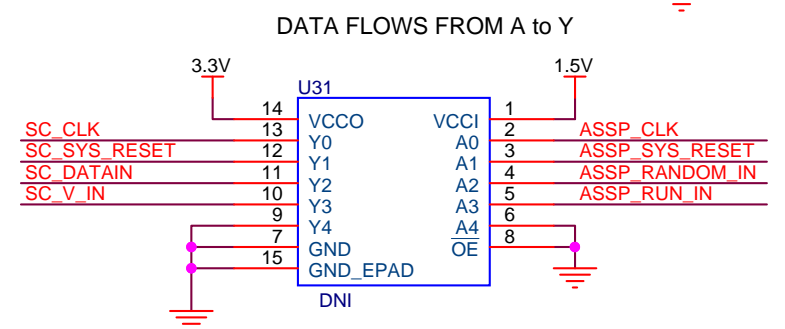 DATA FLOWS FROM A to Y
3.3V 1.5V
U31
14 VCCO VCCI 1
SC_CLK 13 Y0 A0 2 ASSP_CLK
SC_SYS_RESET 12 Y1 A1 3 ASSP_SYS_RESET
SC_DATAIN 11 Y2 A2 4 ASSP_RANDOM_IN
SC_V_IN 10 Y3 A3 5 ASSP_RUN_IN
9 Y4 A4 6
7 GND OE 8
15 GND_EPAD
DNI